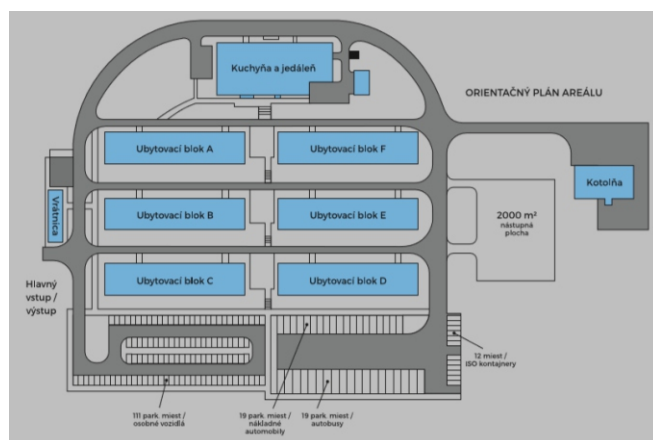 Kuchyňa a jedáleň
ORIENTAČNÝ PLÁN AREÁLU
Ubytovací blok A
Ubytovací blok F
Kotolňa
Vrátnica
Ubytovací blok B
Ubytovací blok E
2000 m²
nástupná
plocha
Ubytovací blok C
Ubytovací blok D
Hlavný
vstup /
výstup
12 miest /
ISO kontajnery
111 park. miest /
osobné vozidlá
19 park. miest /
nákladné
automobily
19 park. miest /
autobusy